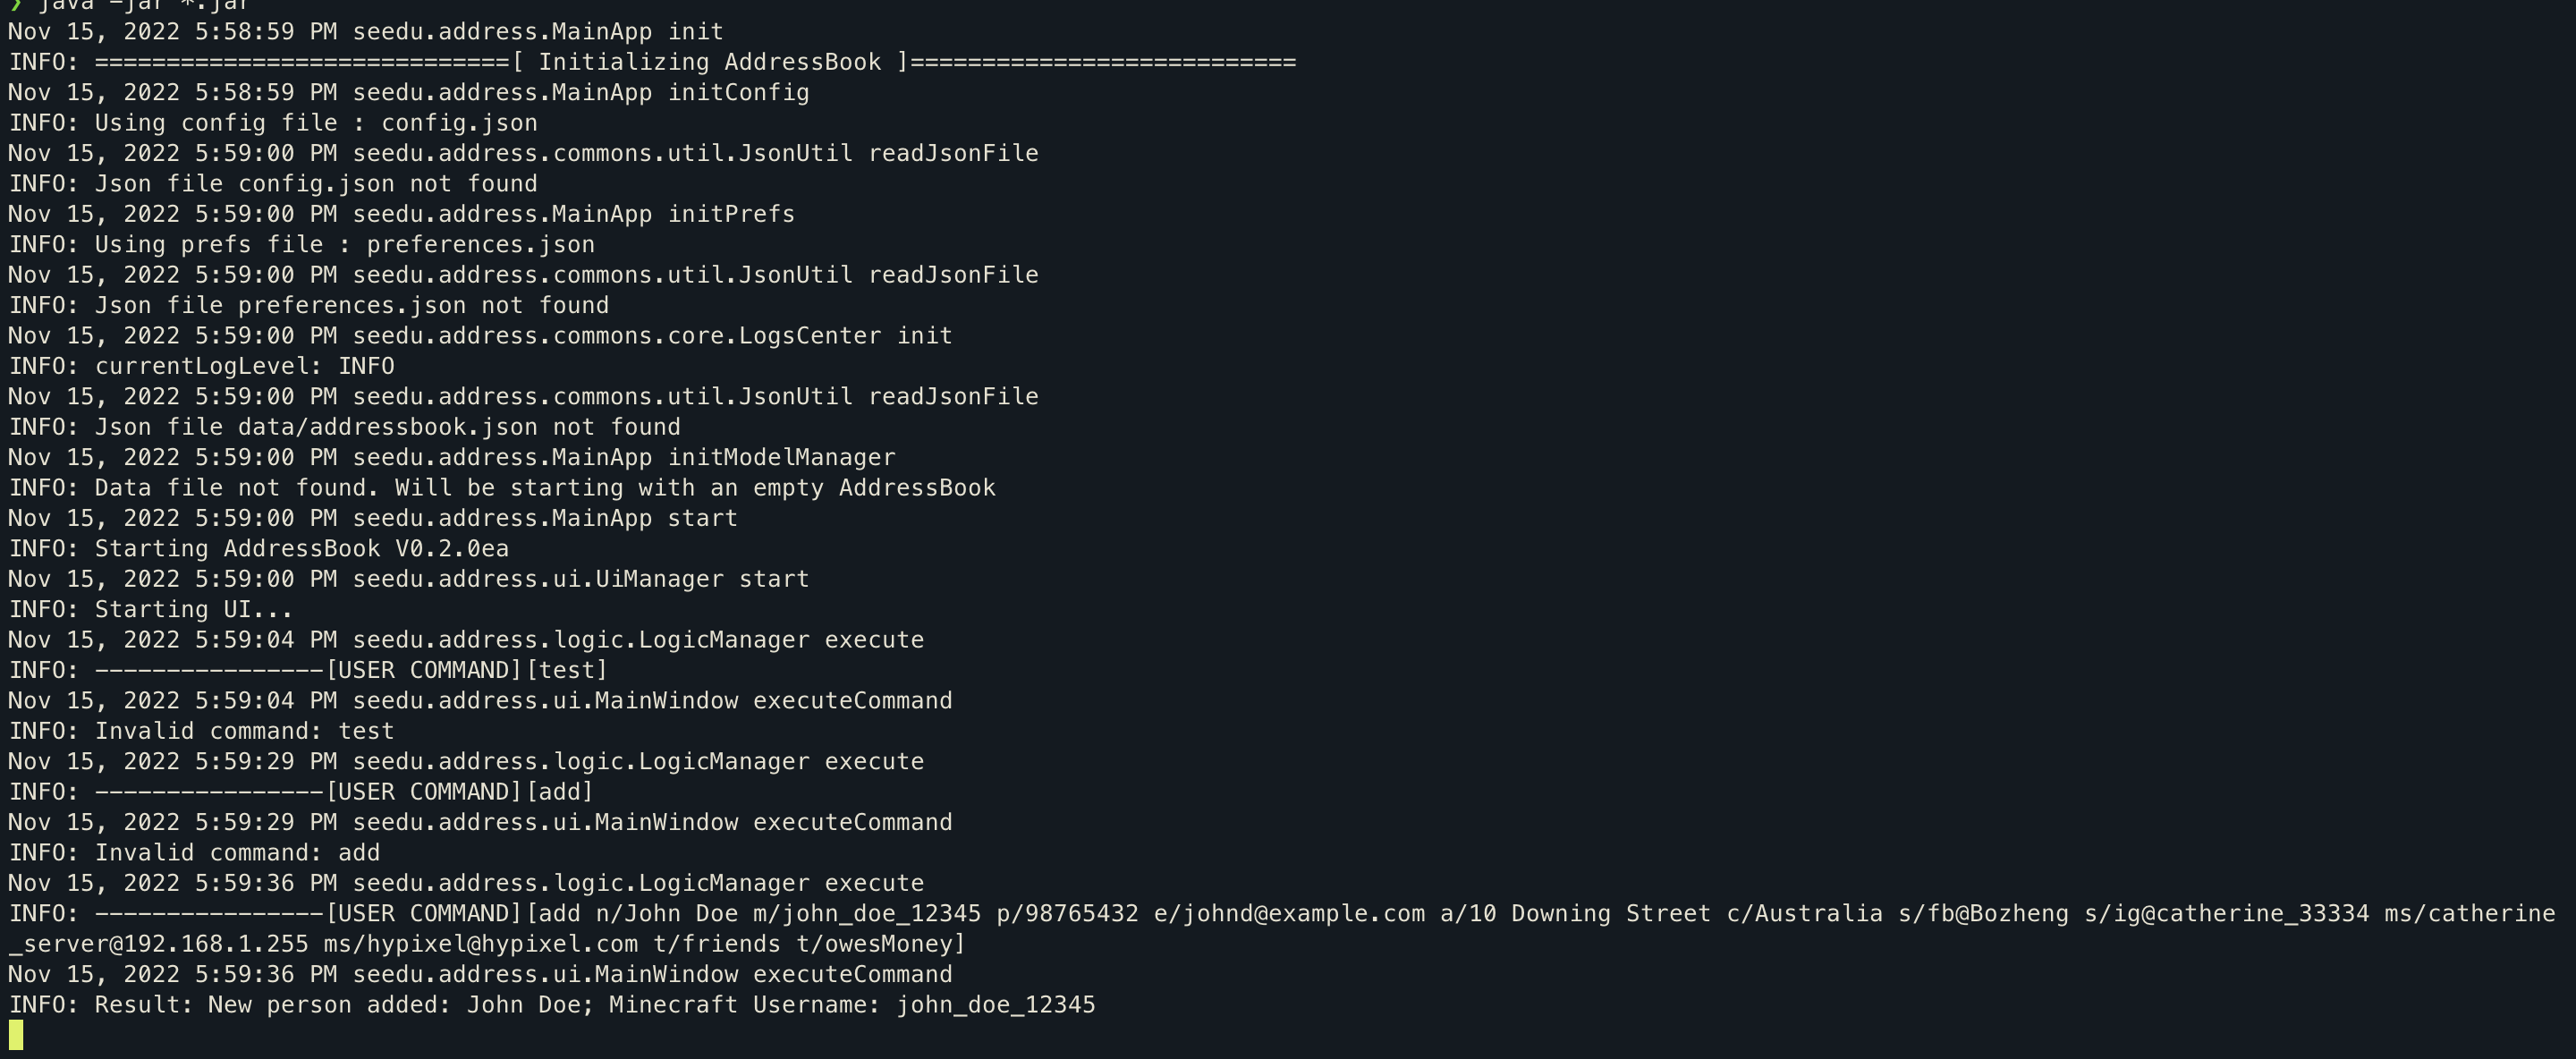 ❯ java -jar *.jar
Nov 15, 2022 5:58:59 PM seedu.address.MainApp init
INFO: =============================[ Initializing AddressBook ]===========================
Nov 15, 2022 5:58:59 PM seedu.address.MainApp initConfig
INFO: Using config file : config.json
Nov 15, 2022 5:59:00 PM seedu.address.commons.util.JsonUtil readJsonFile
INFO: Json file config.json not found
Nov 15, 2022 5:59:00 PM seedu.address.MainApp initPrefs
INFO: Using prefs file : preferences.json
Nov 15, 2022 5:59:00 PM seedu.address.commons.util.JsonUtil readJsonFile
INFO: Json file preferences.json not found
Nov 15, 2022 5:59:00 PM seedu.address.commons.core.LogsCenter init
INFO: currentLogLevel: INFO
Nov 15, 2022 5:59:00 PM seedu.address.commons.util.JsonUtil readJsonFile
INFO: Json file data/addressbook.json not found
Nov 15, 2022 5:59:00 PM seedu.address.MainApp initModelManager
INFO: Data file not found. Will be starting with an empty AddressBook
Nov 15, 2022 5:59:00 PM seedu.address.MainApp start
INFO: Starting AddressBook V0.2.0ea
Nov 15, 2022 5:59:00 PM seedu.address.ui.UiManager start
INFO: Starting UI...
Nov 15, 2022 5:59:04 PM seedu.address.logic.LogicManager execute
INFO: ----------------[USER COMMAND][test]
Nov 15, 2022 5:59:04 PM seedu.address.ui.MainWindow executeCommand
INFO: Invalid command: test
Nov 15, 2022 5:59:29 PM seedu.address.logic.LogicManager execute
INFO: ----------------[USER COMMAND][add]
Nov 15, 2022 5:59:29 PM seedu.address.ui.MainWindow executeCommand
INFO: Invalid command: add
Nov 15, 2022 5:59:36 PM seedu.address.logic.LogicManager execute
INFO: ----------------[USER COMMAND][add n/John Doe m/john_doe_12345 p/98765432 e/johnd@example.com a/10 Downing Street c/Australia s/fb@Bozheng s/ig@catherine_33334 ms/catherine
_server@192.168.1.255 ms/hypixel@hypixel.com t/friends t/owesMoney]
Nov 15, 2022 5:59:36 PM seedu.address.ui.MainWindow executeCommand
INFO: Result: New person added: John Doe; Minecraft Username: john_doe_12345